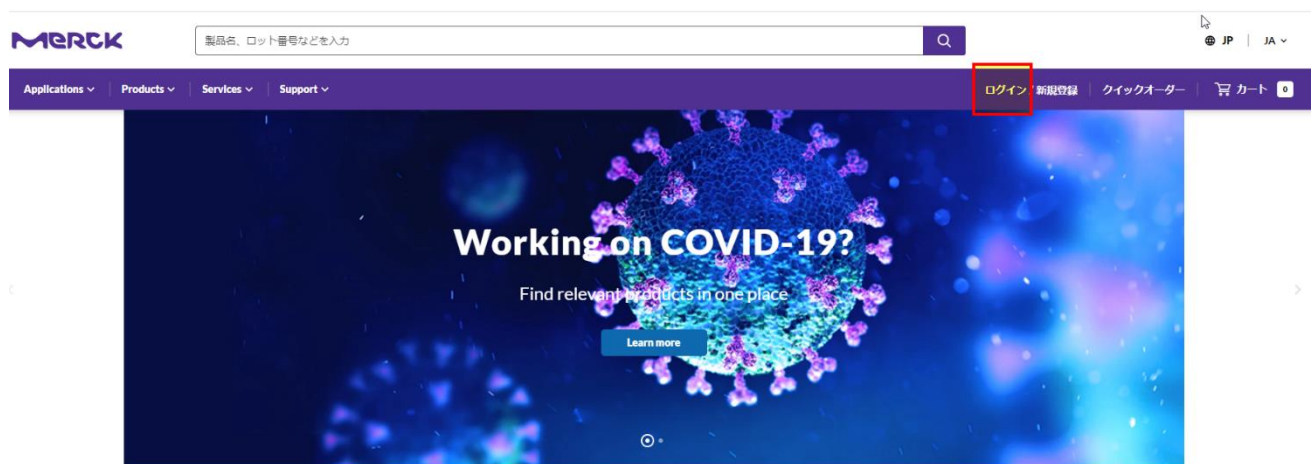 MERCK
製品名、ロット番号などを入力
JP | JA
Applications | Products | Services | Support
ログイン / 新規登録 | クイックオーダー | カート 0
Working on COVID-19?
Find relevant products in one place
Learn more